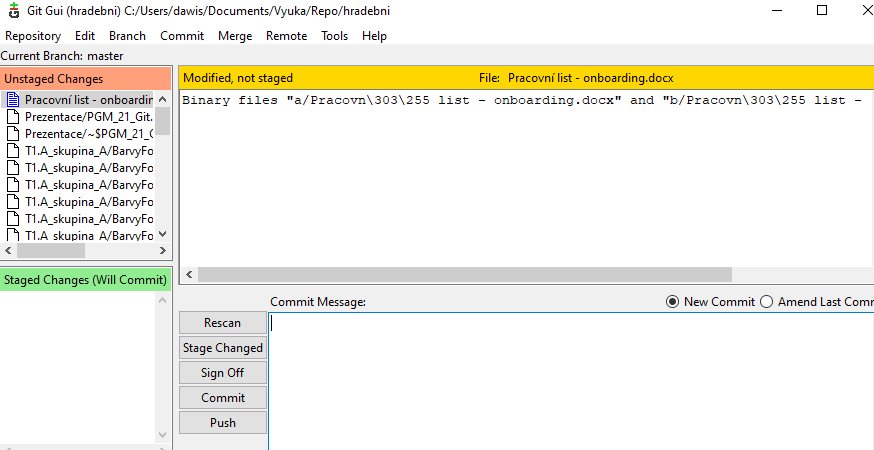 Git Gui (hradebni) C:/Users/dawis/Documents/Vyuka/Repo/hradebni
Repository Edit Branch Commit Merge Remote Tools Help
Current Branch: master
Unstaged Changes
Pracovní list - onboardin
Prezentace/PGM_21_Git.
Prezentace/~$PGM_21_G
T1.A_skupina_A/BarvyFo
T1.A_skupina_A/BarvyFo
T1.A_skupina_A/BarvyFo
T1.A_skupina_A/BarvyFo
T1.A_skupina_A/BarvyFo
T1.A_skupina_A/BarvyFo
Staged Changes (Will Commit)
Modified, not staged File: Pracovní list - onboarding.docx
Binary files "a/Pracovn\303\255 list - onboarding.docx" and "b/Pracovn\303\255 list -
Commit Message: New Commit Amend Last Comm
Rescan
Stage Changed
Sign Off
Commit
Push